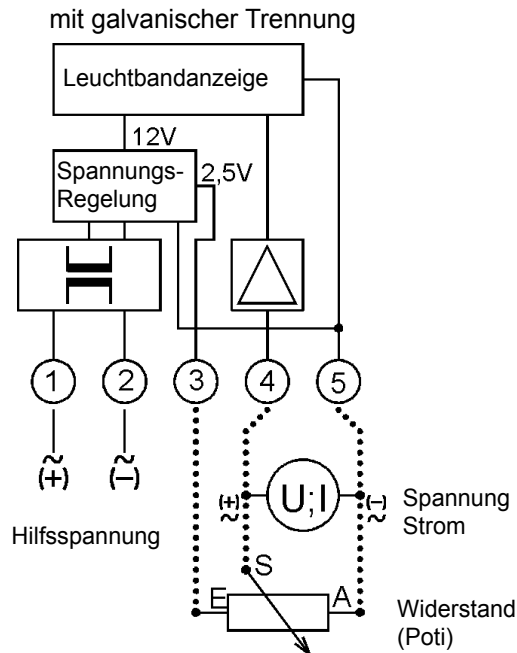 mit galvanischer Trennung
Leuchtbandanzeige
12V
Spannungs-
Regelung
2,5V
1 2 3 4 5
~ ~
(+) (–)
Hilfsspannung
(+) U;I (–)
~ ~
Spannung
Strom
S
E A
Widerstand
(Poti)